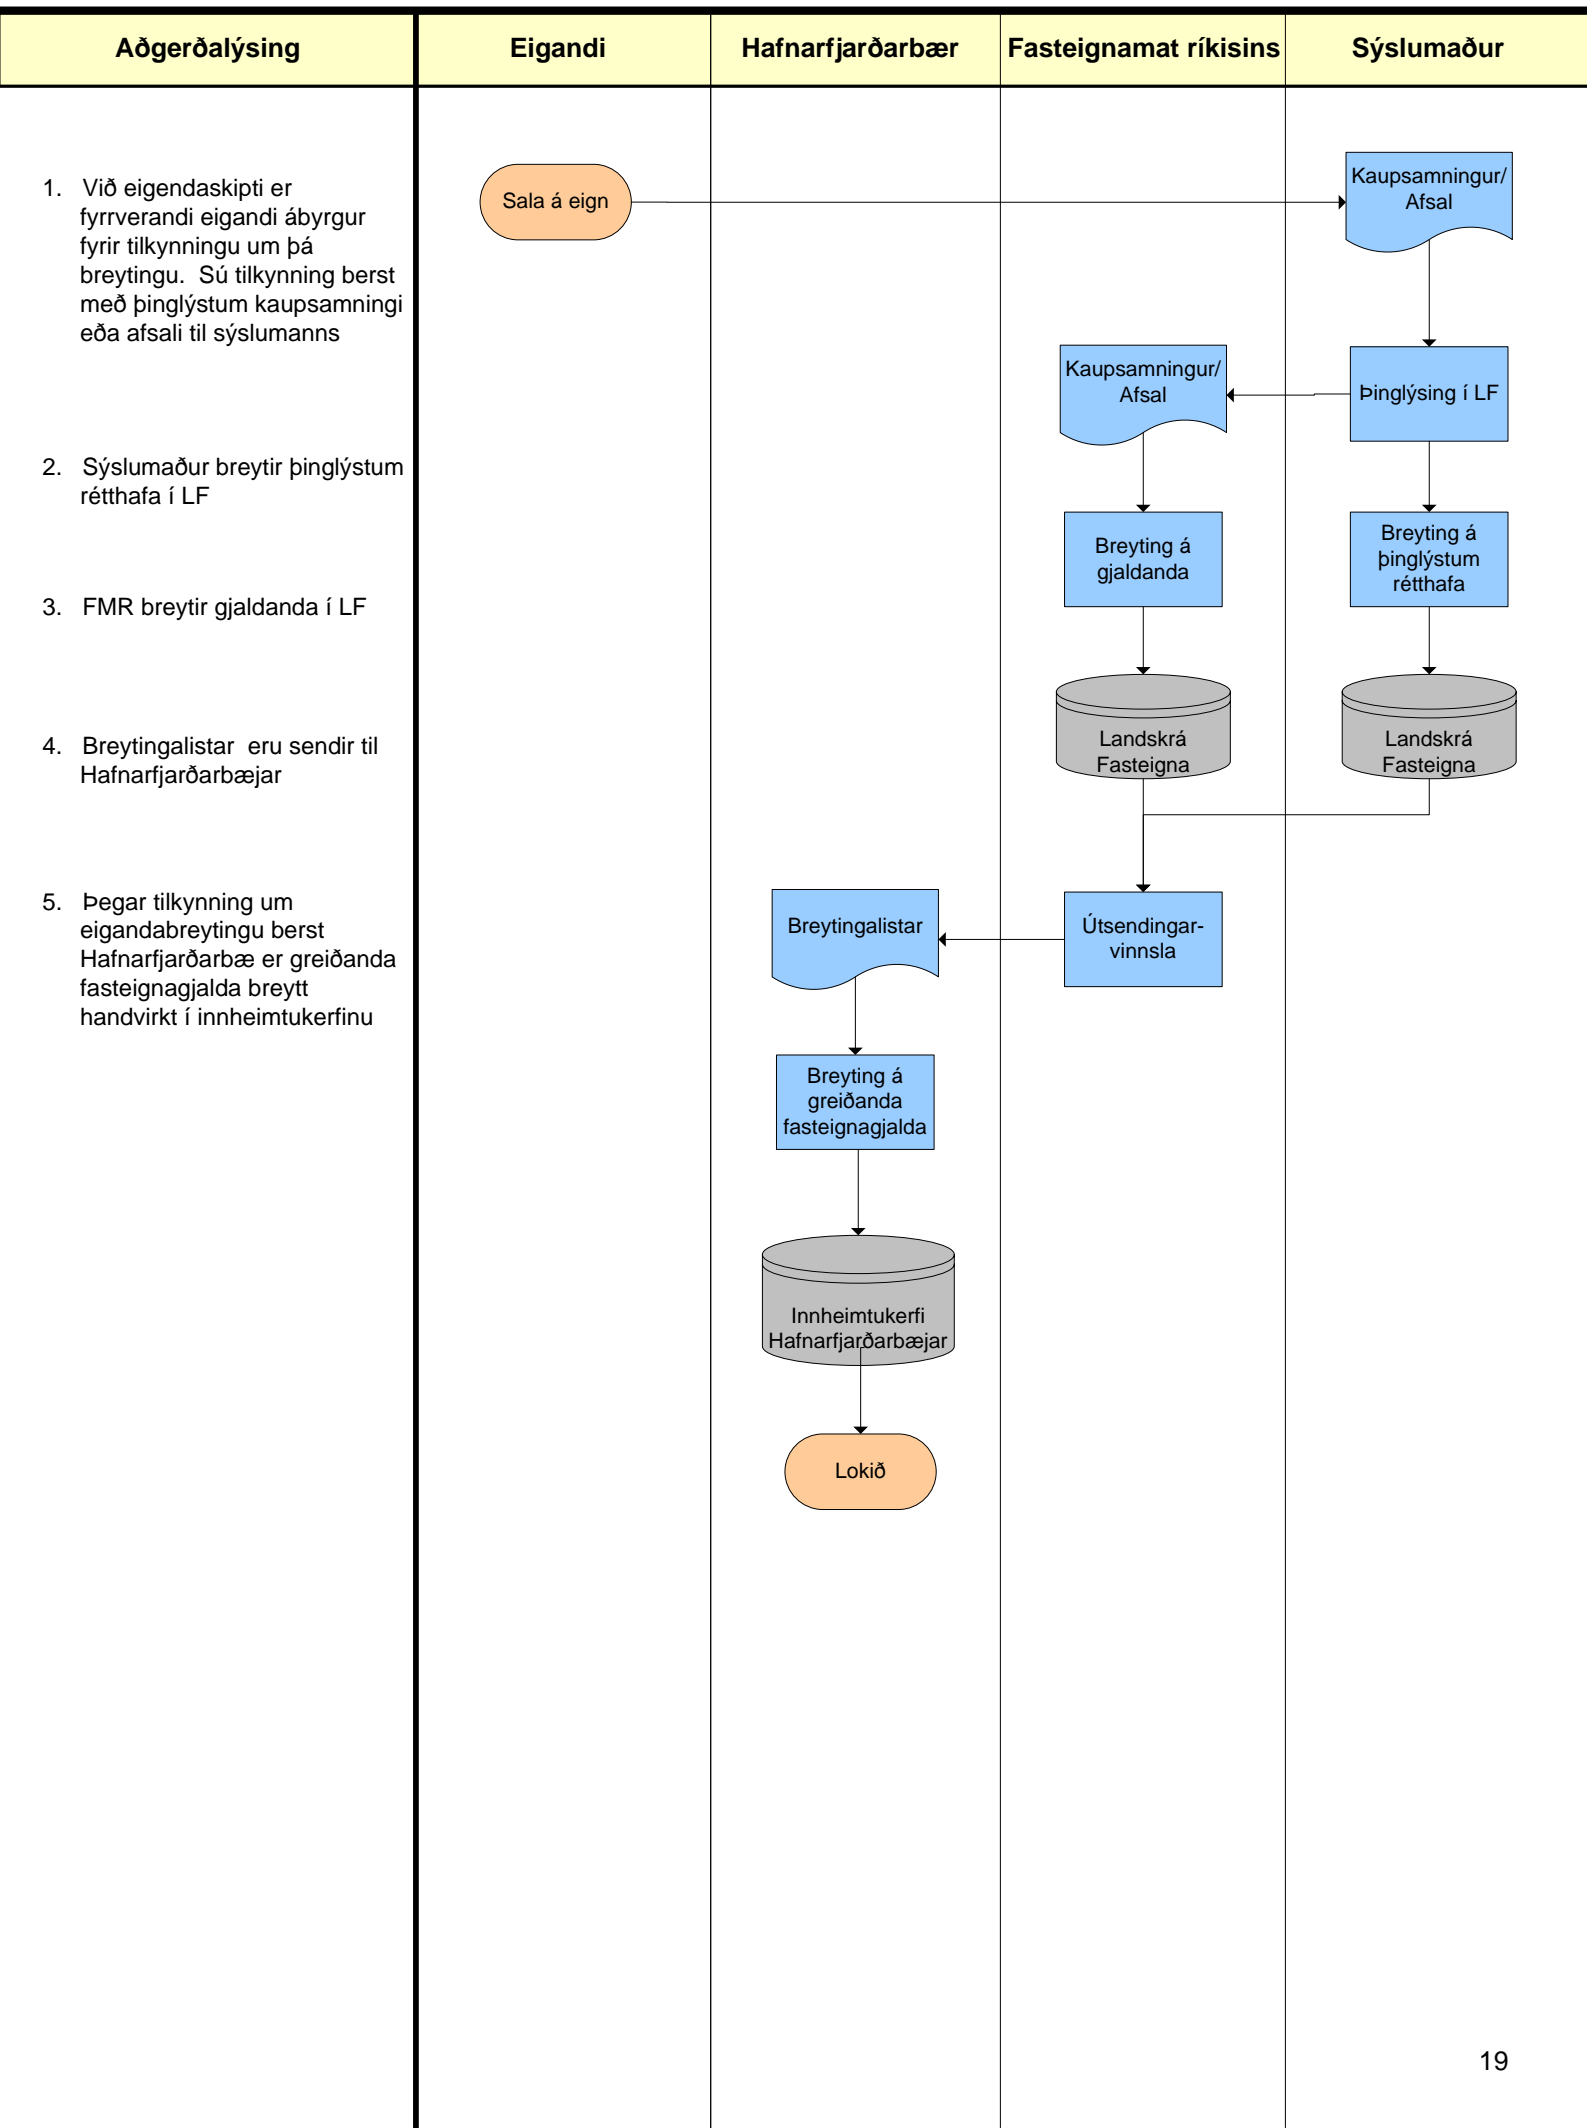 Aðgerðalýsing
Eigandi
Hafnarfjarðarbær
Fasteignamat ríkisins
Sýslumaður
1. Við eigendaskipti er
fyrrverandi eigandi ábyrgur
fyrir tilkynningu um þá
breytingu. Sú tilkynning berst
með þinglýstum kaupsamningi
eða afsali til sýslumanns
2. Sýslumaður breytir þinglýstum
rétthafa í LF
3. FMR breytir gjaldanda í LF
4. Breytingalistar eru sendir til
Hafnarfjarðarbæjar
5. Þegar tilkynning um
eigandabreytingu berst
Hafnarfjarðarbæ er greiðanda
fasteignagjalda breytt
handvirkt í innheimtukerfinu
Sala á eign
Kaupsamningur/
Afsal
Þinglýsing í LF
Kaupsamningur/
Afsal
Breyting á
gjaldanda
Breyting á
þinglýstum
rétthafa
Landskrá
Fasteigna
Landskrá
Fasteigna
Útsendingar-
vinnsla
Breytingalistar
Breyting á
greiðanda
fasteignagjalda
Innheimtukerfi
Hafnarfjarðarbæjar
Lokið
19